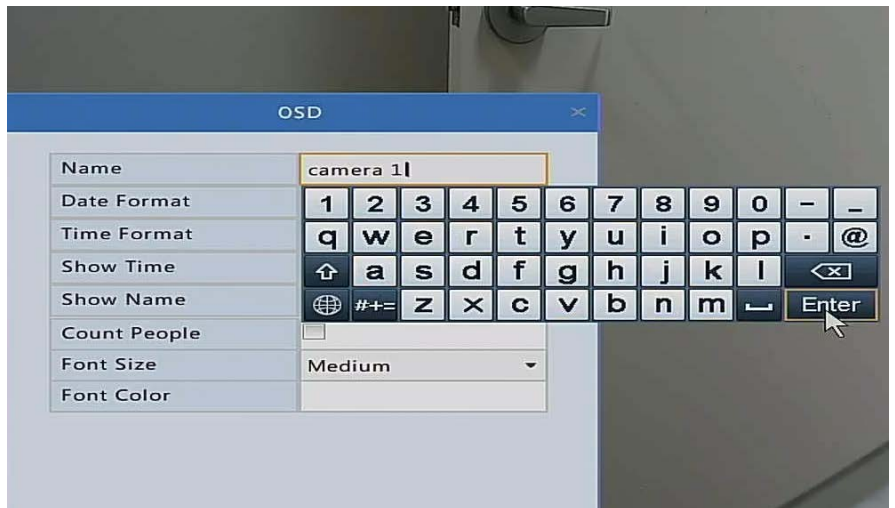 OSD
Name camera 1
Date Format
1 2 3 4 5 6 7 8 9 0 - _
Time Format
q w e r t y u i o p . @
Show Time
a s d f g h j k l
Show Name
#+= z x c v b n m Enter
Count People
Font Size Medium
Font Color